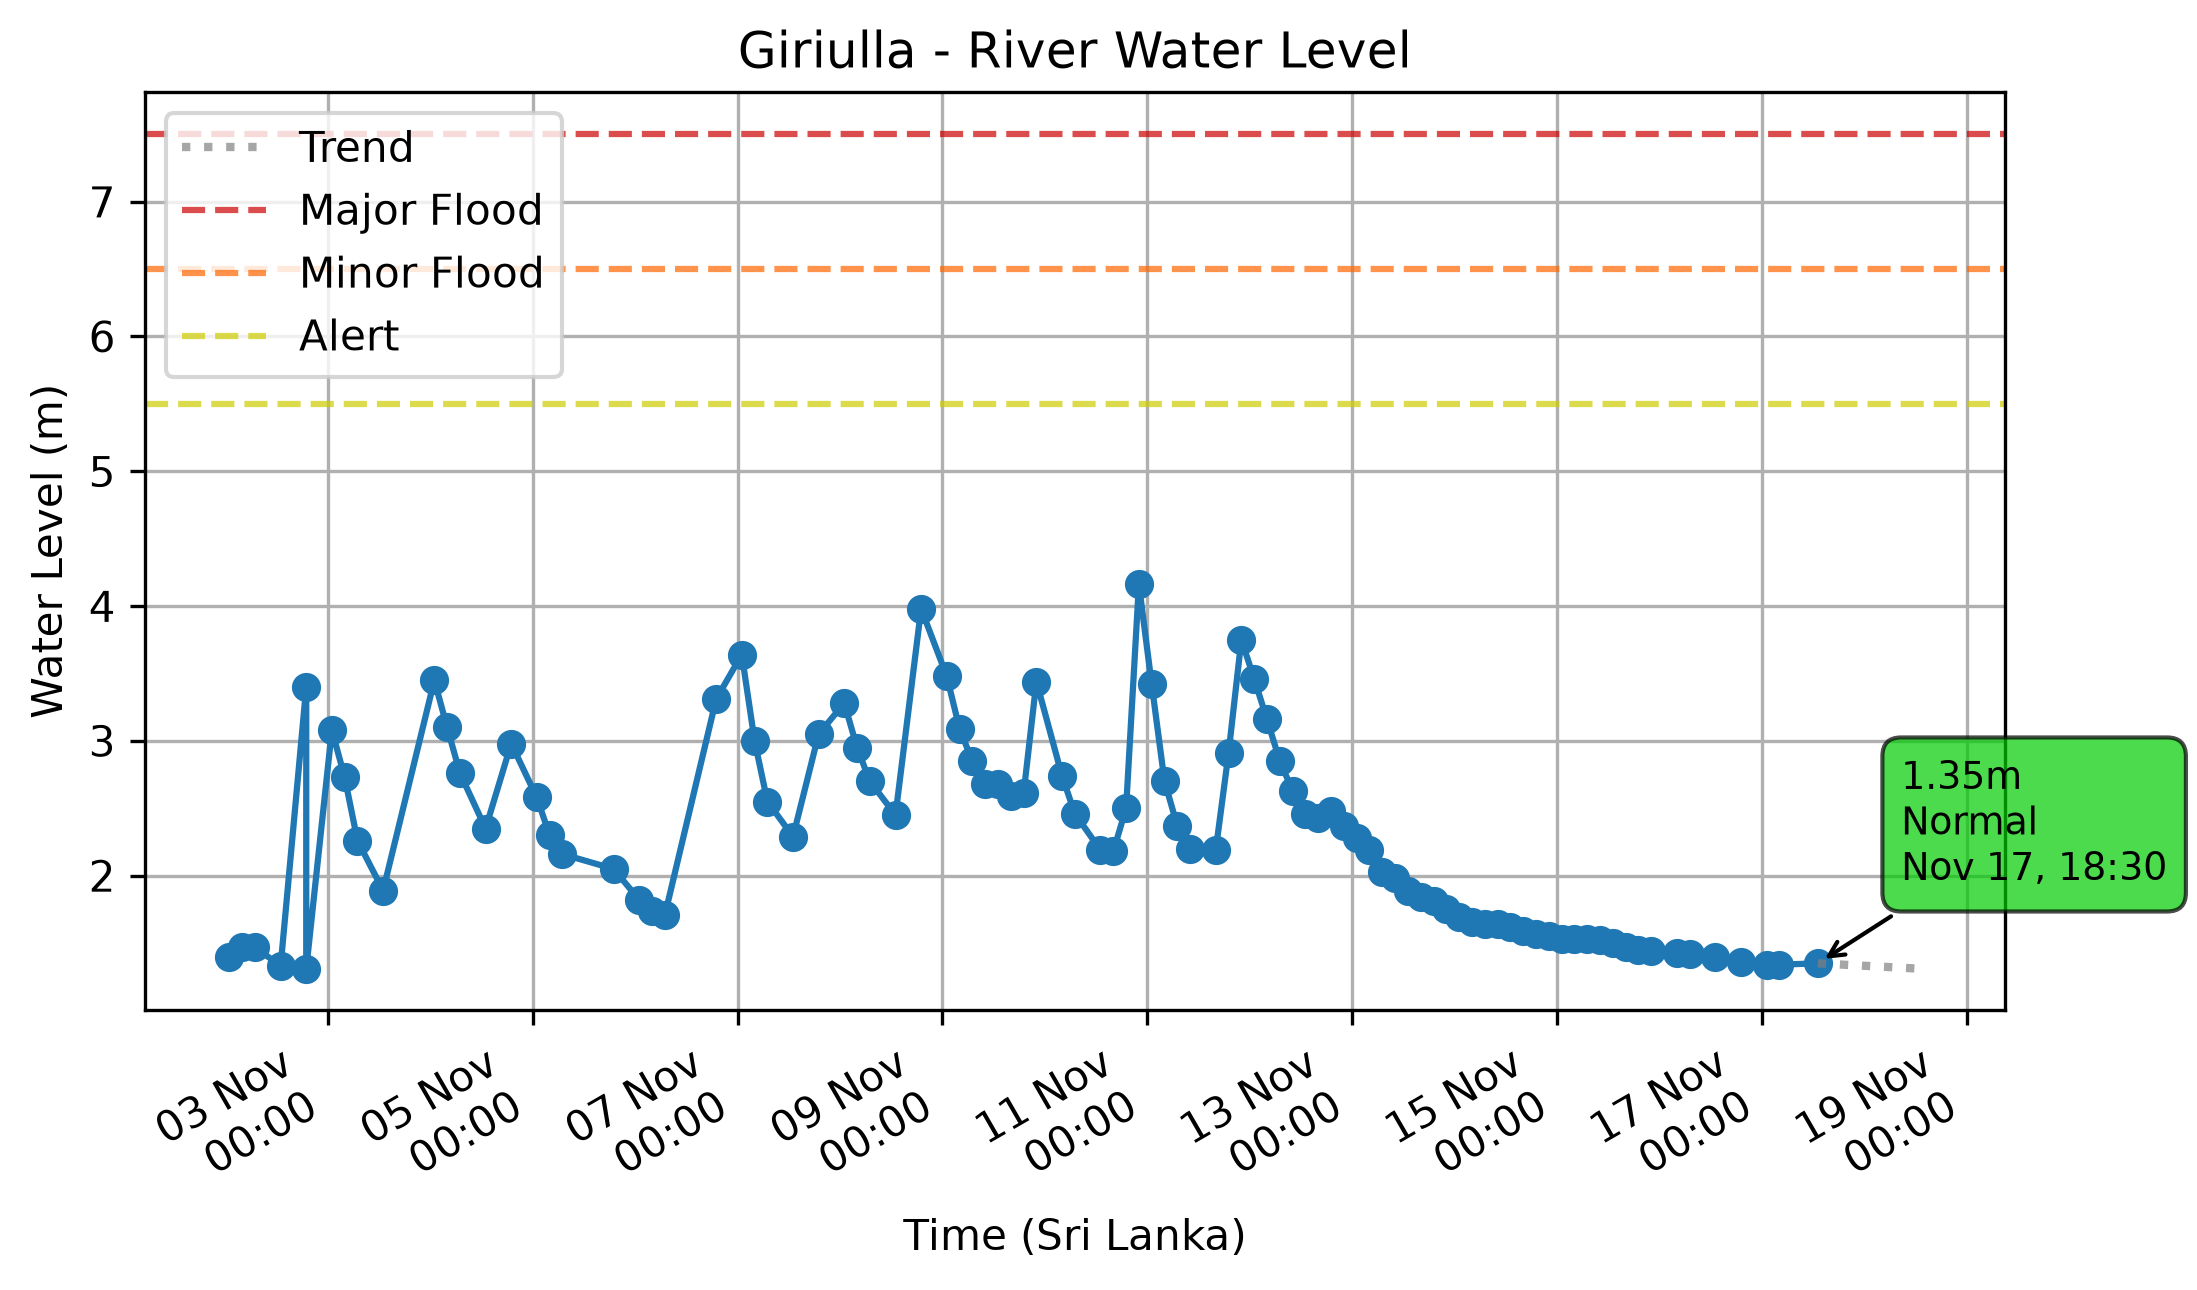 Giriulla - River Water Level
Trend
Major Flood
Minor Flood
Alert
Water Level (m)
7
6
5
4
3
2
1.35m
Normal
Nov 17, 18:30
03 Nov
00:00
05 Nov
00:00
07 Nov
00:00
09 Nov
00:00
11 Nov
00:00
13 Nov
00:00
15 Nov
00:00
17 Nov
00:00
19 Nov
00:00
Time (Sri Lanka)